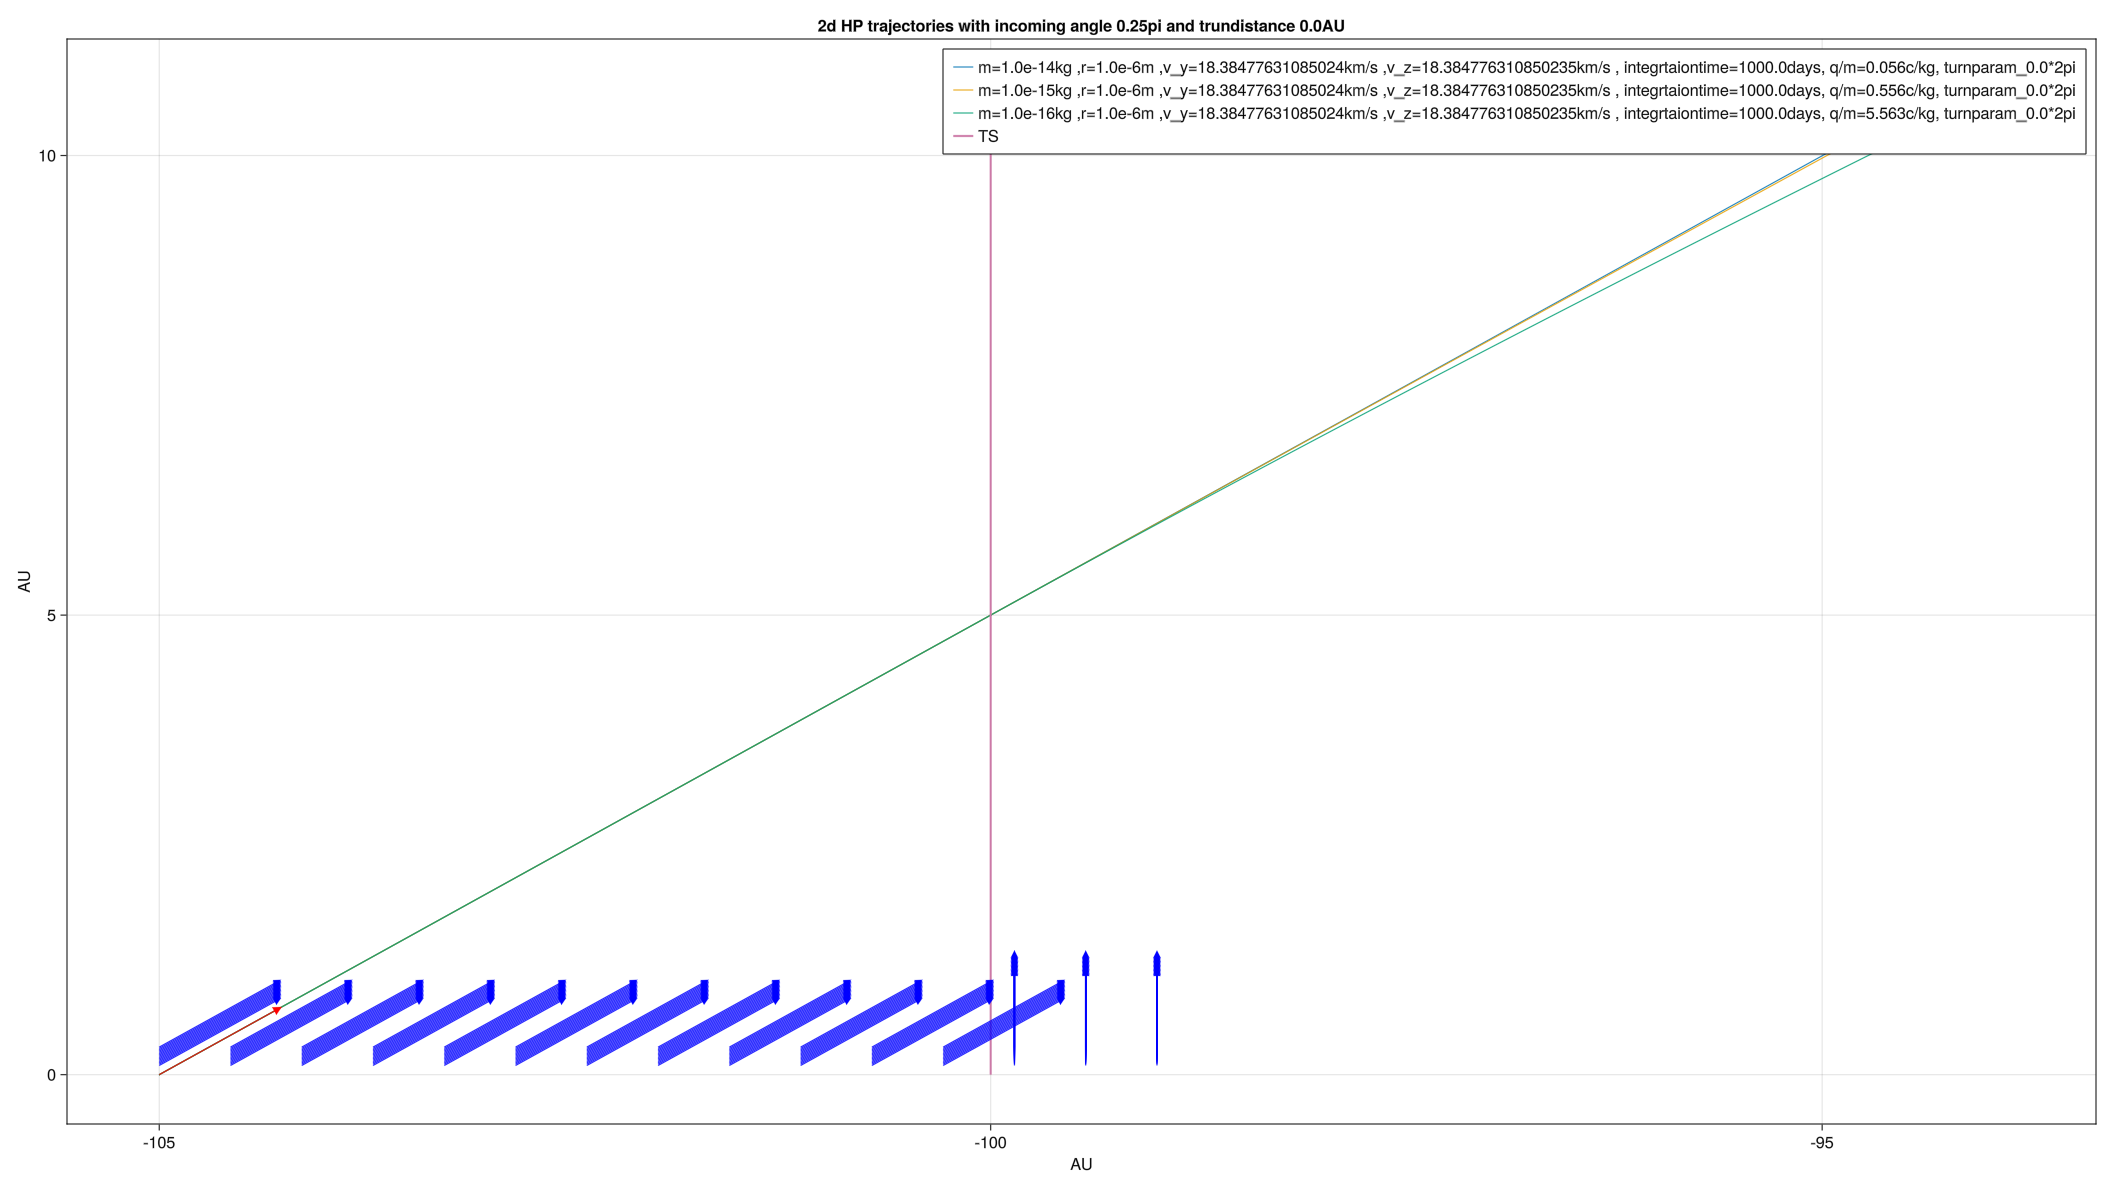 2d HP trajectories with incoming angle 0.25pi and trundistance 0.0AU
m=1.0e-14kg ,r=1.0e-6m ,v_y=18.38477631085024km/s ,v_z=18.384776310850235km/s , integrtaiontime=1000.0days, q/m=0.056c/kg, turnparam_0.0*2pi
m=1.0e-15kg ,r=1.0e-6m ,v_y=18.38477631085024km/s ,v_z=18.384776310850235km/s , integrtaiontime=1000.0days, q/m=0.556c/kg, turnparam_0.0*2pi
m=1.0e-16kg ,r=1.0e-6m ,v_y=18.38477631085024km/s ,v_z=18.384776310850235km/s , integrtaiontime=1000.0days, q/m=5.563c/kg, turnparam_0.0*2pi
TS
10
5
0
AU
-105
-100
-95
AU